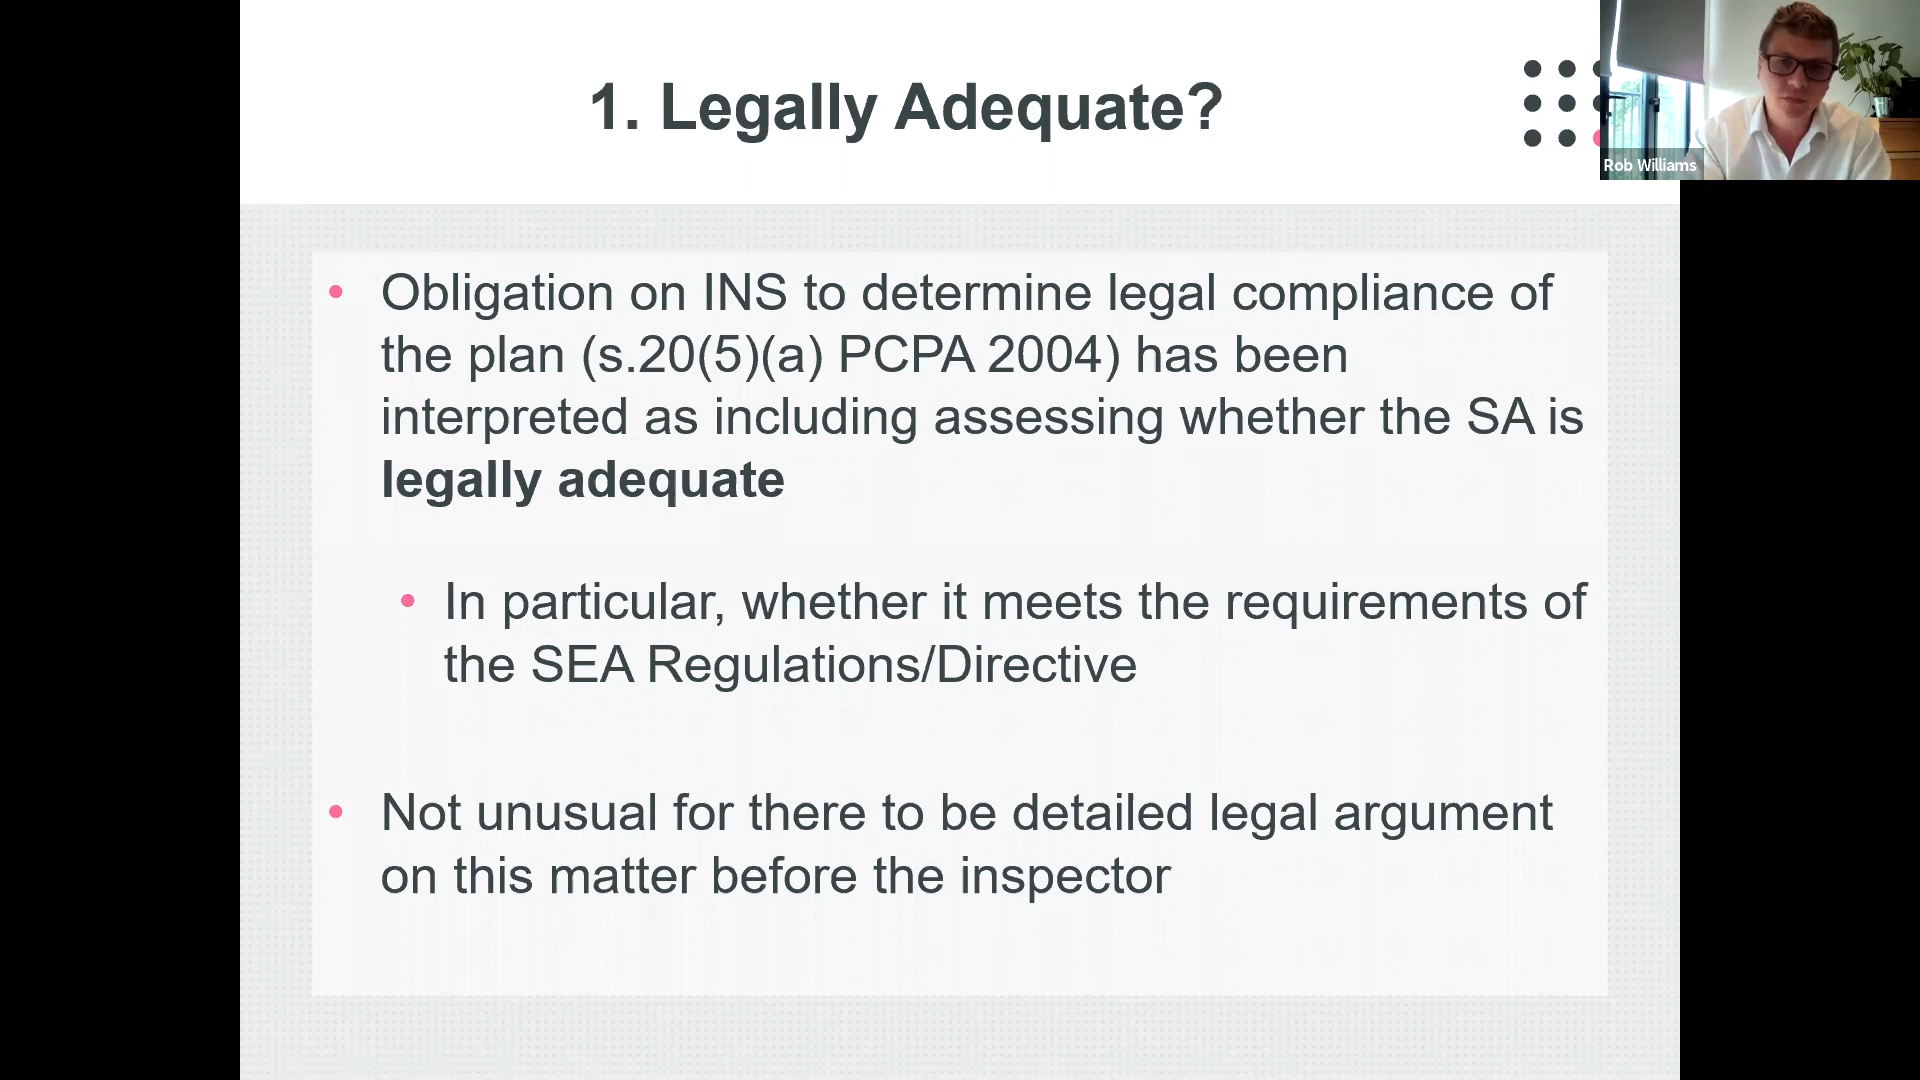 1. Legally Adequate?
Rob Williams
• Obligation on INS to determine legal compliance of
the plan (s.20(5)(a) PCPA 2004) has been
interpreted as including assessing whether the SA is
legally adequate
• In particular, whether it meets the requirements of
the SEA Regulations/Directive
• Not unusual for there to be detailed legal argument
on this matter before the inspector